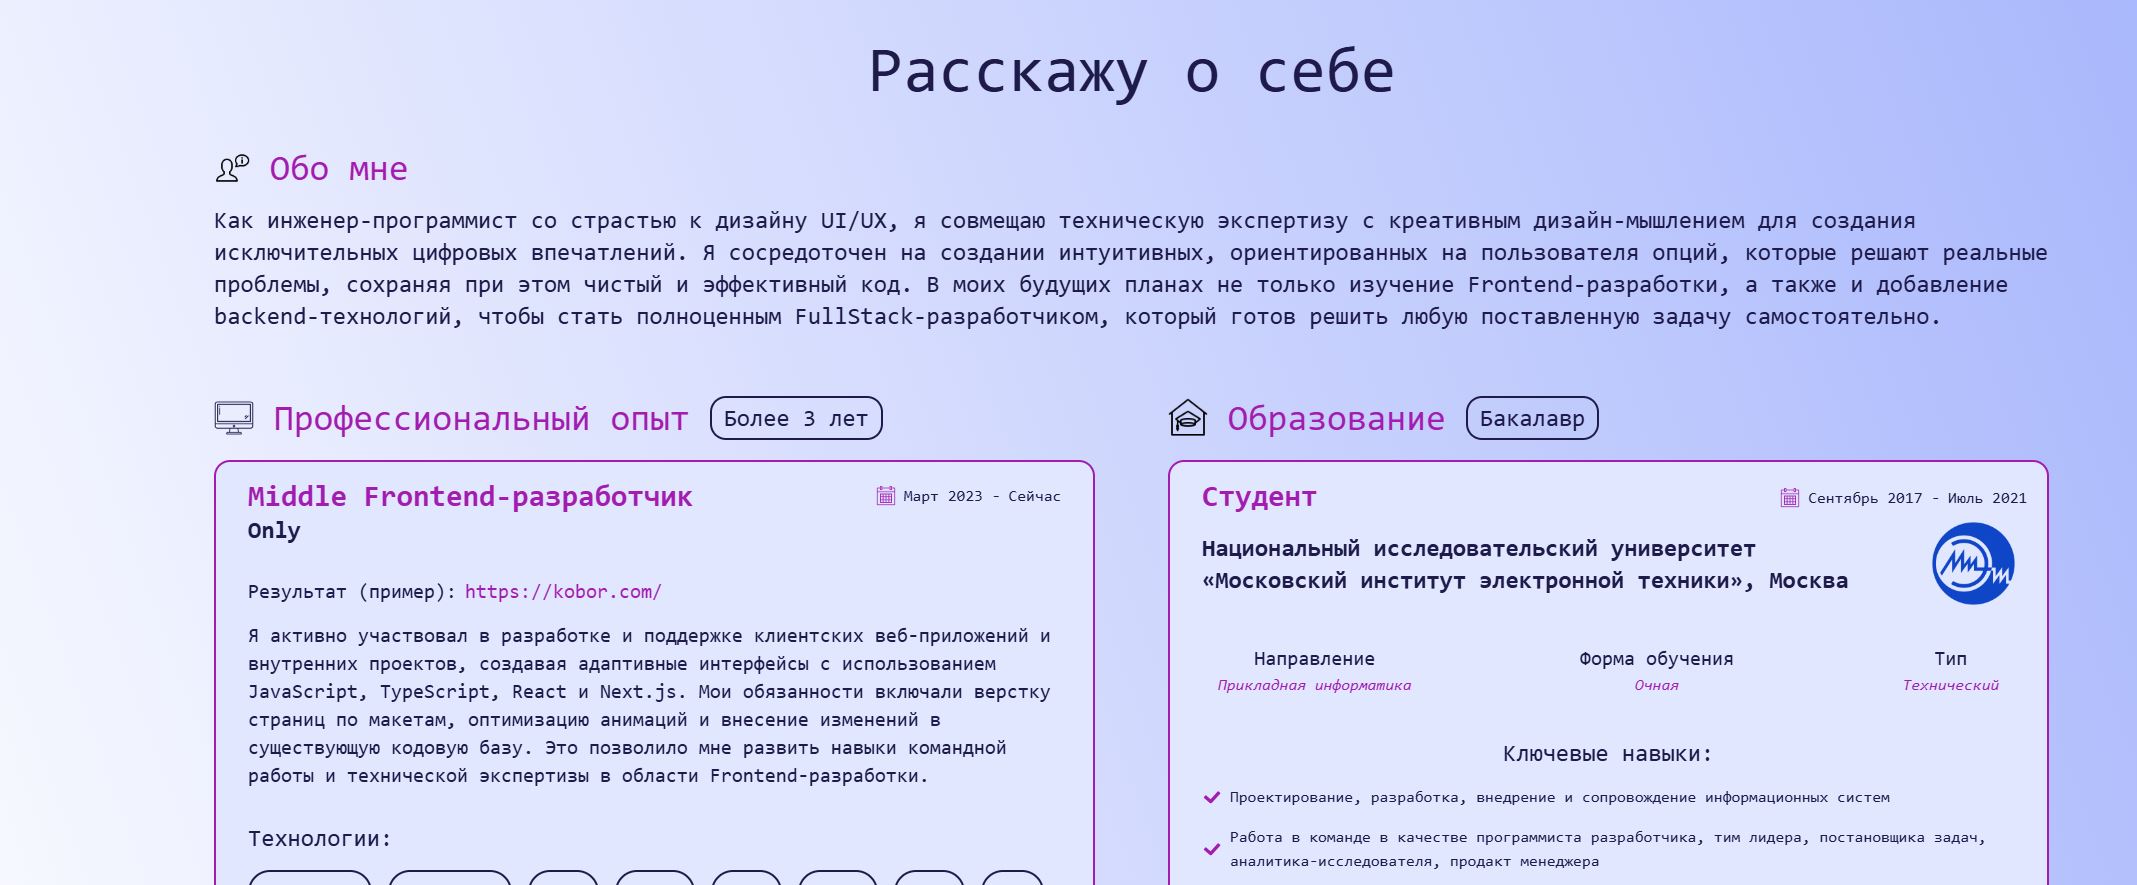 Расскажу о себе
Обо мне
Как инженер-программист со страстью к дизайну UI/UX, я совмещаю техническую экспертизу с креативным дизайн-мышлением для создания
исключительных цифровых впечатлений. Я сосредоточен на создании интуитивных, ориентированных на пользователя опций, которые решают реальные
проблемы, сохраняя при этом чистый и эффективный код. В моих будущих планах не только изучение Frontend-разработки, а также и добавление
backend-технологий, чтобы стать полноценным FullStack-разработчиком, который готов решить любую поставленную задачу самостоятельно.
Профессиональный опыт Более 3 лет
Middle Frontend-разработчик Март 2023 - Сейчас
Only
Результат (пример): https://kobor.com/
Я активно участвовал в разработке и поддержке клиентских веб-приложений и
внутренних проектов, создавая адаптивные интерфейсы с использованием
JavaScript, TypeScript, React и Next.js. Мои обязанности включали верстку
страниц по макетам, оптимизацию анимаций и внесение изменений в
существующую кодовую базу. Это позволило мне развить навыки командной
работы и технической экспертизы в области Frontend-разработки.
Технологии:
Образование Бакалавр
Студент Сентябрь 2017 - Июль 2021
Национальный исследовательский университет
«Московский институт электронной техники», Москва
Направление Форма обучения Тип
Прикладная информатика Очная Технический
Ключевые навыки:
Проектирование, разработка, внедрение и сопровождение информационных систем
Работа в команде в качестве программиста разработчика, тим лидера, постановщика задач,
аналитика-исследователя, продакт менеджера